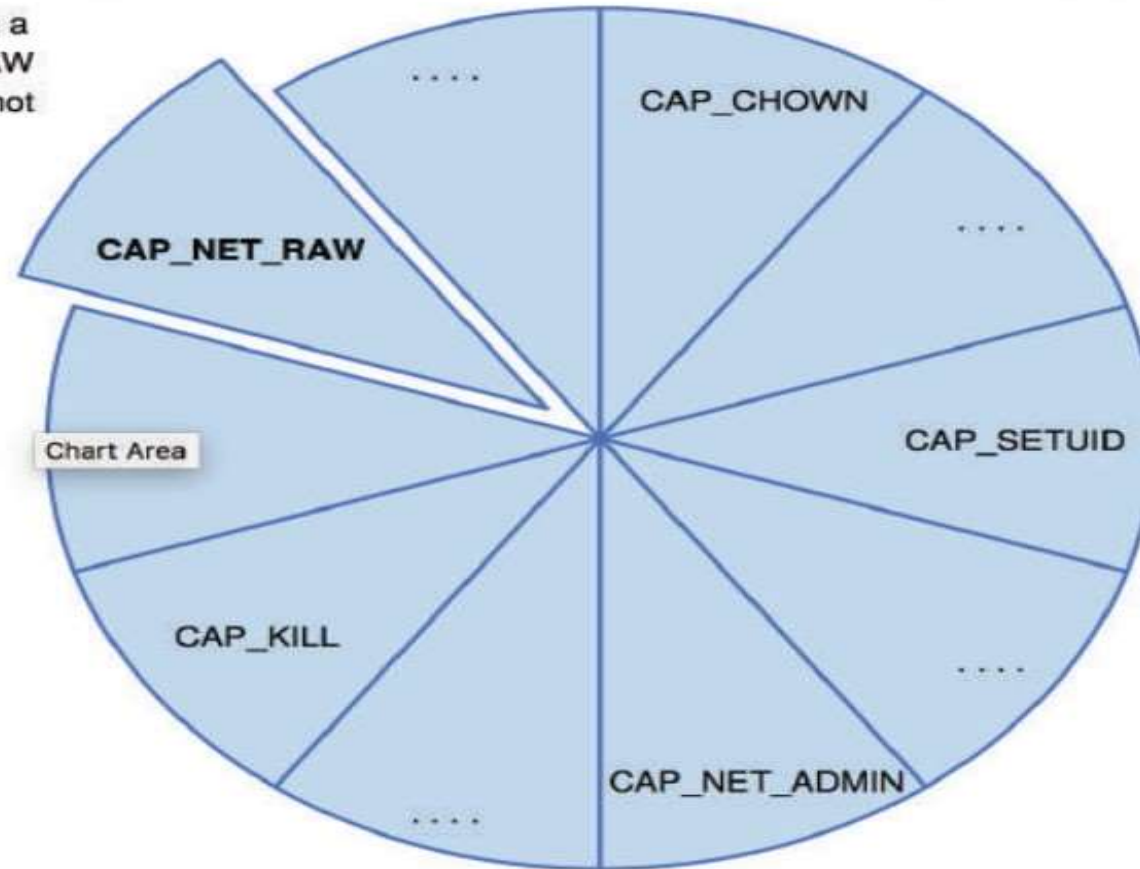 a
AW
not
. . . .
CAP_CHOWN
CAP_NET_RAW
. . . .
Chart Area
CAP_SETUID
CAP_KILL
. . . .
CAP_NET_ADMIN
. . . .